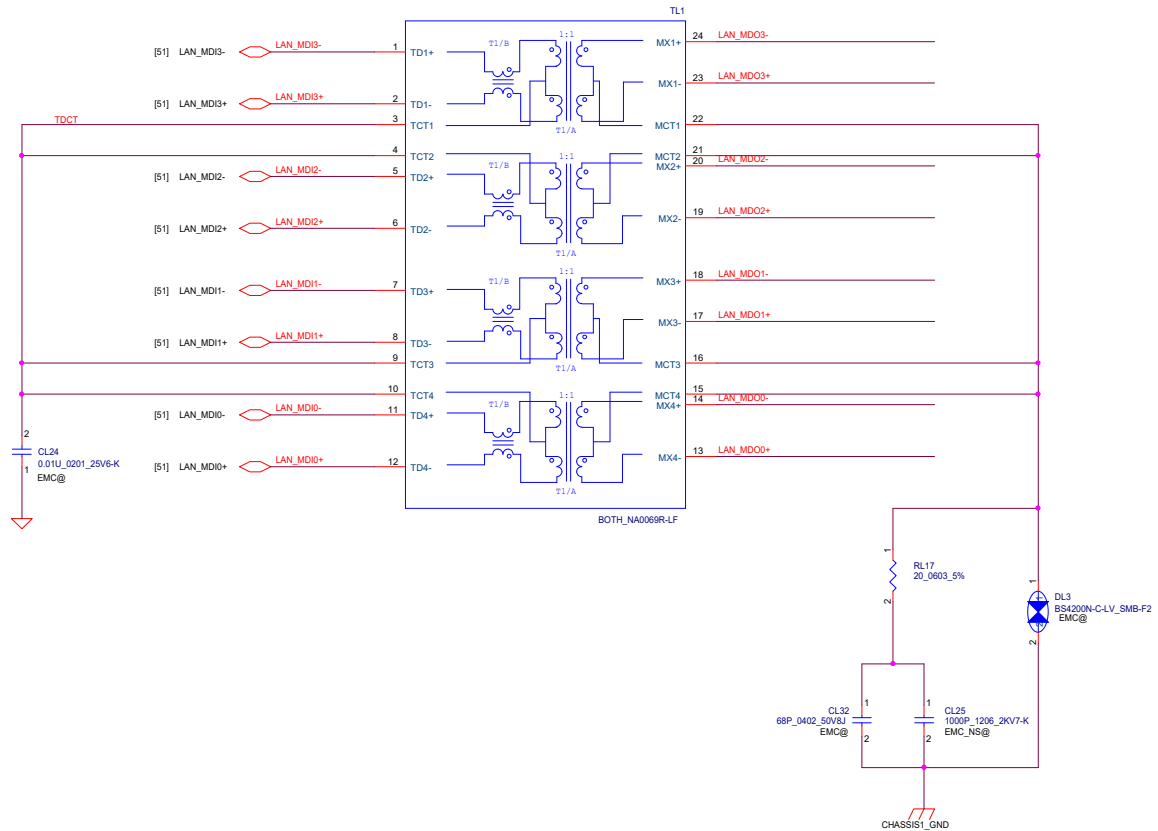 TL1
[51] LAN_MDI3- LAN_MDI3- 1 TD1+ T1/B 1:1 MX1+ 24 LAN_MDO3-
23 LAN_MDO3+
MX1-
[51] LAN_MDI3+ LAN_MDI3+ 2 TD1-
TDCT 3 TCT1 T1/A MCT1 22
4 TCT2 T1/B 1:1 MCT2 21
[51] LAN_MDI2- LAN_MDI2- 5 TD2+ MX2+ 20 LAN_MDO2-
[51] LAN_MDI2+ LAN_MDI2+ 6 TD2- MX2- 19 LAN_MDO2+
T1/A
[51] LAN_MDI1- LAN_MDI1- 7 TD3+ T1/B 1:1 MX3+ 18 LAN_MDO1-
MX3- 17 LAN_MDO1+
[51] LAN_MDI1+ LAN_MDI1+ 8 TD3-
9 TCT3 T1/A MCT3 16
10 TCT4 T1/B 1:1 MCT4 15
[51] LAN_MDI0- LAN_MDI0- 11 TD4+ MX4+ 14 LAN_MDO0-
[51] LAN_MDI0+ LAN_MDI0+ 12 TD4- MX4- 13 LAN_MDO0+
T1/A
2
CL24
0.01U_0201_25V6-K
1
EMC@
BOTH_NA0069R-LF
1
RL17
20_0603_5%
2
1
DL3
BS4200N-C-LV_SMB-F2
EMC@
2
1
CL32
68P_0402_50V8J
EMC@
2
1
CL25
1000P_1206_2KV7-K
EMC_NS@
2
CHASSIS1_GND